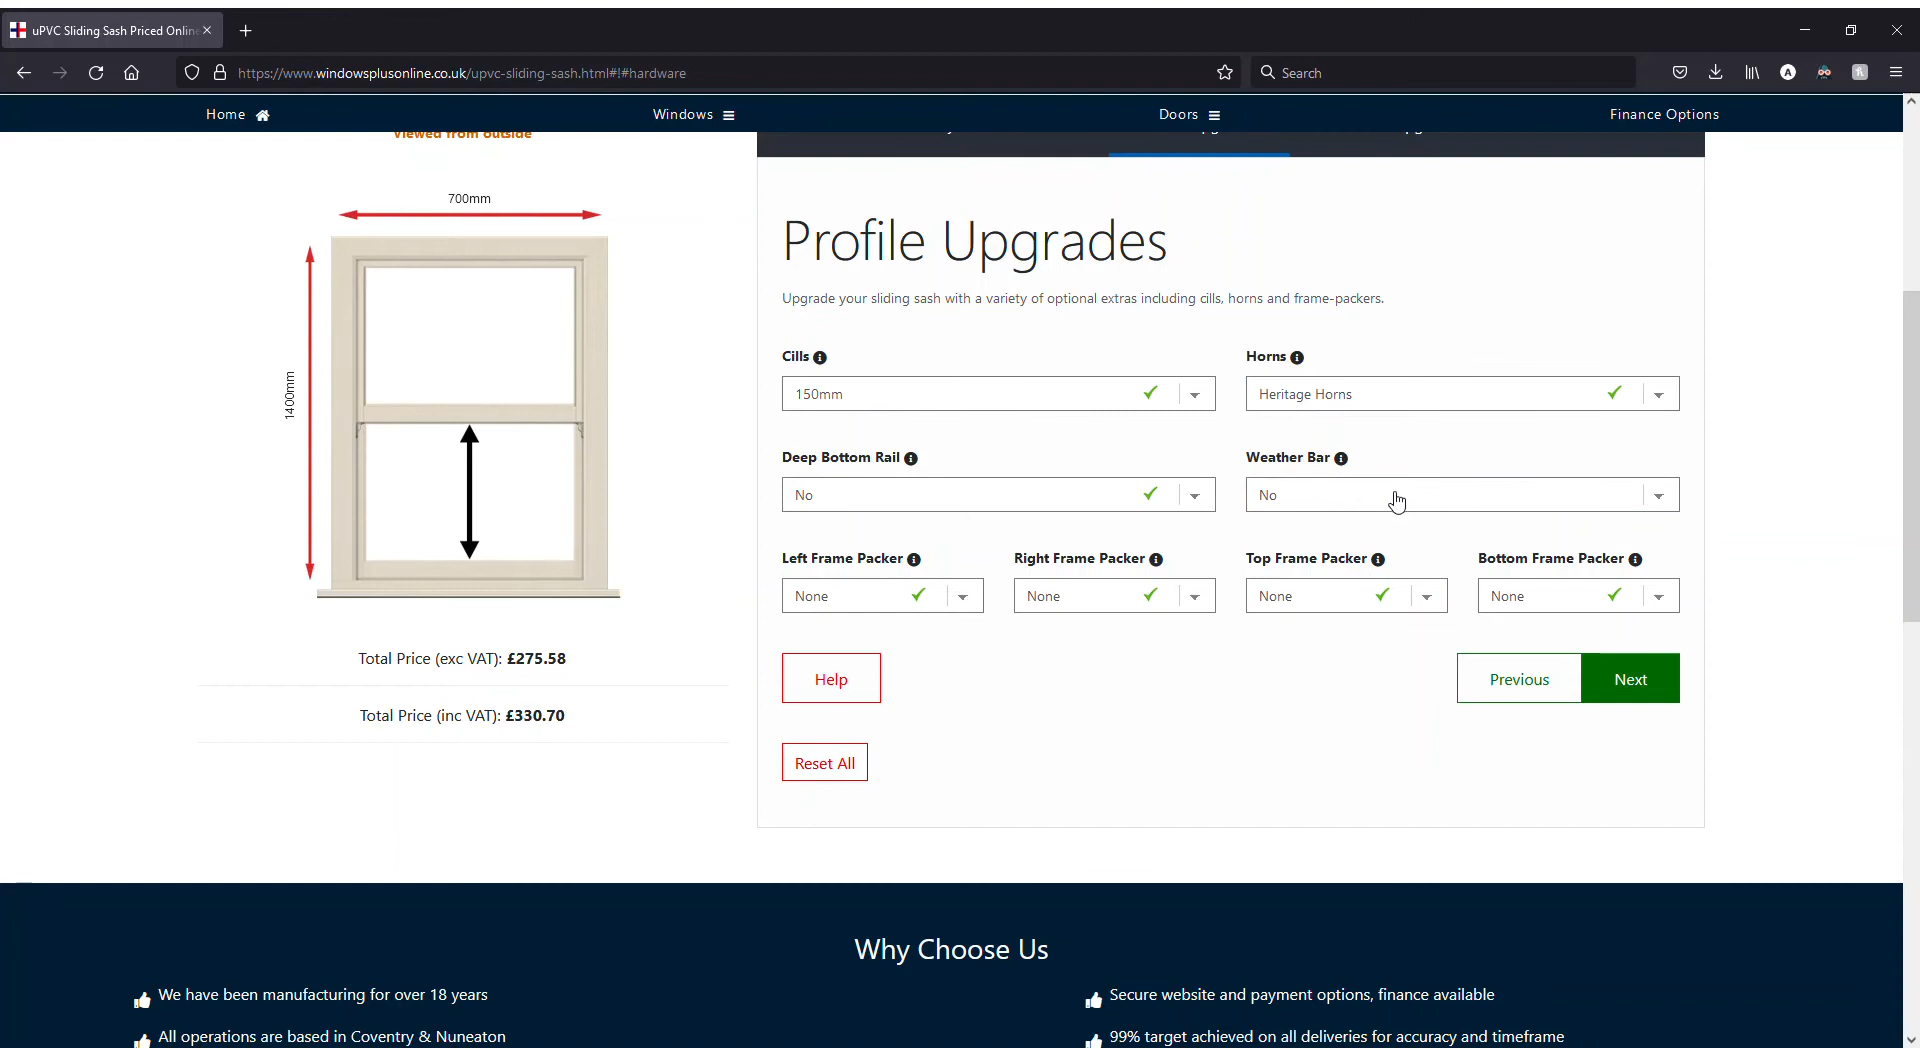 uPVC Sliding Sash Priced Online
https://www.windowsplusonline.co.uk/upvc-sliding-sash.html#!#hardware
Search
Home
Windows
Doors
Finance Options
Viewed from outside
700mm
1400mm
Total Price (exc VAT): £275.58
Total Price (inc VAT): £330.70
Profile Upgrades
Upgrade your sliding sash with a variety of optional extras including cills, horns and frame-packers.
Cills
Horns
150mm
Heritage Horns
Deep Bottom Rail
Weather Bar
No
No
Left Frame Packer
Right Frame Packer
Top Frame Packer
Bottom Frame Packer
None
None
None
None
Help
Previous
Next
Reset All
Why Choose Us
We have been manufacturing for over 18 years
Secure website and payment options, finance available
All operations are based in Coventry & Nuneaton
99% target achieved on all deliveries for accuracy and timeframe